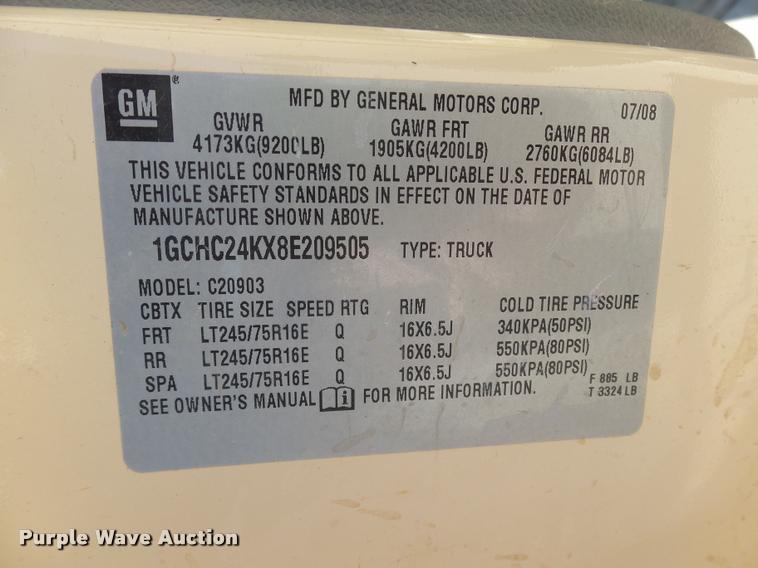 GM ®
MFD BY GENERAL MOTORS CORP. 07/08
GVWR GAWR FRT GAWR RR
4173KG(9200LB) 1905KG(4200LB) 2760KG(6084LB)
THIS VEHICLE CONFORMS TO ALL APPLICABLE U.S. FEDERAL MOTOR
VEHICLE SAFETY STANDARDS IN EFFECT ON THE DATE OF
MANUFACTURE SHOWN ABOVE.
1GCHC24KX8E209505 TYPE: TRUCK
MODEL: C20903
CBTX TIRE SIZE SPEED RTG RIM COLD TIRE PRESSURE
FRT LT245/75R16E Q 16X6.5J 340KPA(50PSI)
RR LT245/75R16E Q 16X6.5J 550KPA(80PSI)
SPA LT245/75R16E Q 16X6.5J 550KPA(80PSI)
F 885 LB
T 3324 LB
SEE OWNER'S MANUAL i FOR MORE INFORMATION.
Purple Wave Auction